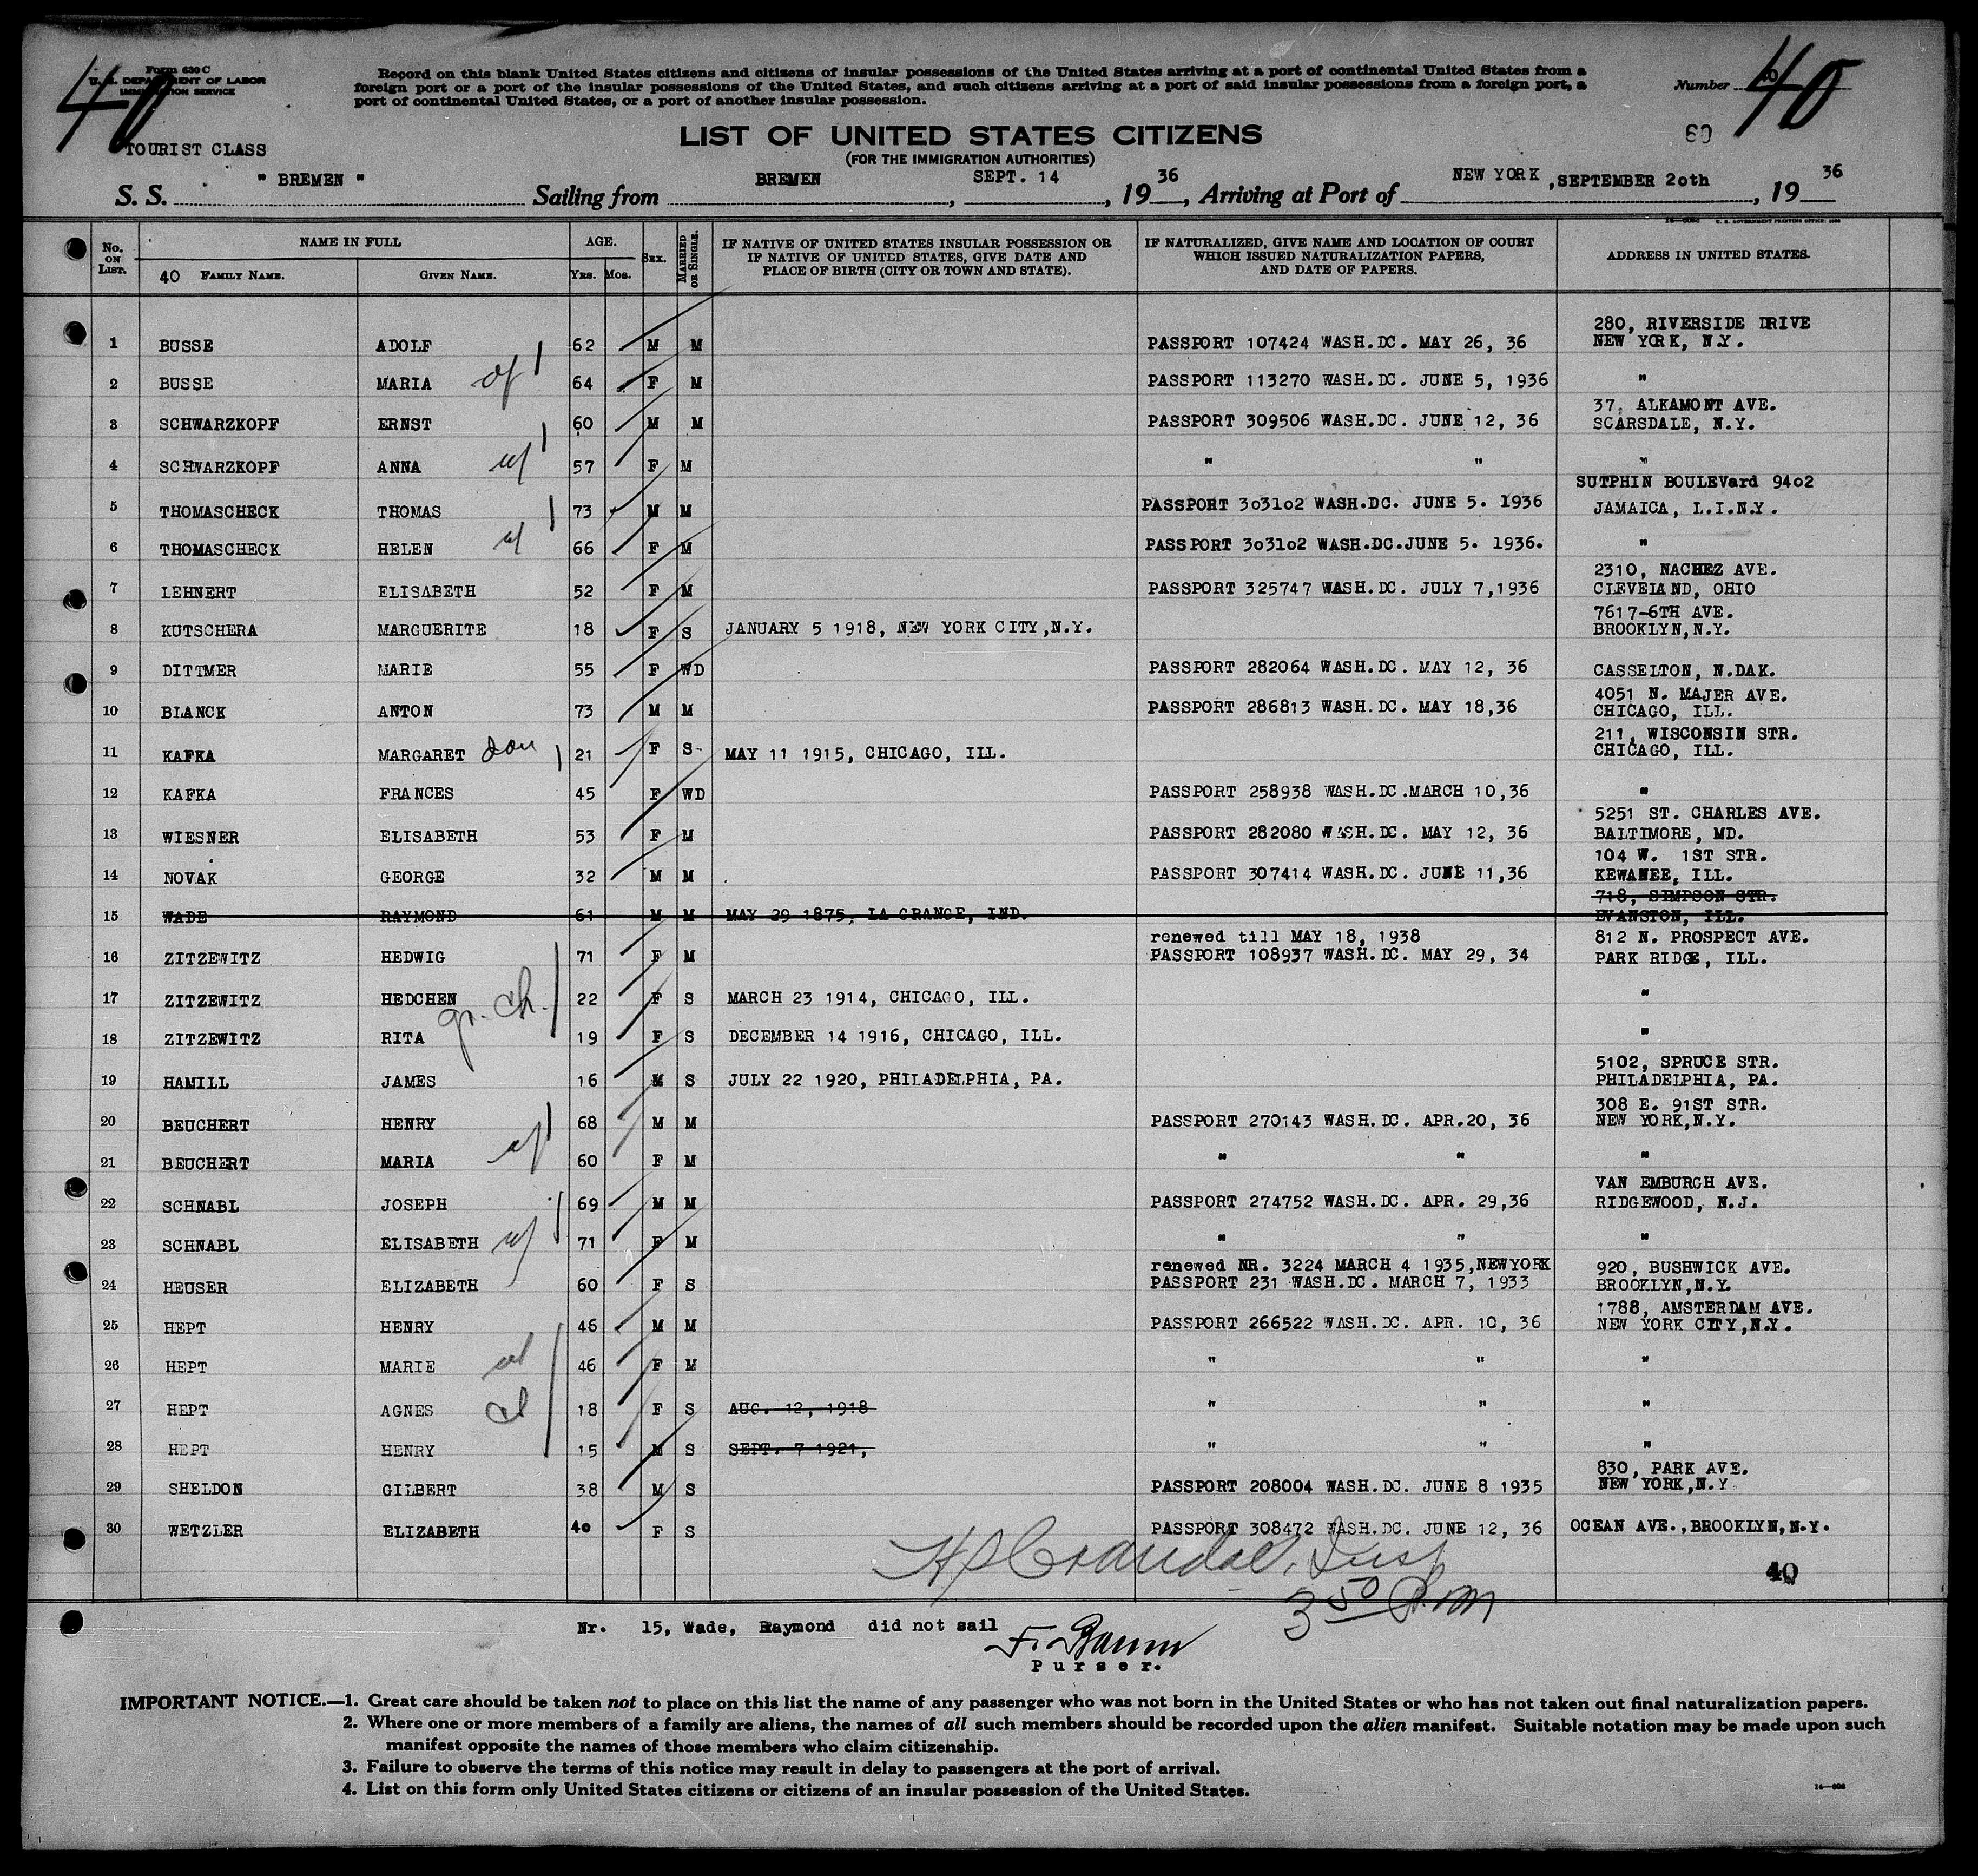 40
Form 630 C
U. S. DEPARTMENT OF LABOR
IMMIGRATION SERVICE
Record on this blank United States citizens and citizens of insular possessions of the United States arriving at a port of continental United States from a
foreign port or a port of the insular possessions of the United States, and such citizens arriving at a port of said insular possessions from a foreign port, a
port of continental United States, or a port of another insular possession.
Number 40
60
TOURIST CLASS
LIST OF UNITED STATES CITIZENS
(FOR THE IMMIGRATION AUTHORITIES)
S. S. " BREMEN " Sailing from BREMEN, SEPT. 14, 1936, Arriving at Port of NEW YORK, SEPTEMBER 20th, 1936
No. ON LIST. NAME IN FULL AGE. SEX. MARRIED OR SINGLE. IF NATIVE OF UNITED STATES INSULAR POSSESSION OR IF NATIVE OF UNITED STATES, GIVE DATE AND PLACE OF BIRTH (CITY OR TOWN AND STATE). IF NATURALIZED, GIVE NAME AND LOCATION OF COURT WHICH ISSUED NATURALIZATION PAPERS, AND DATE OF PAPERS. ADDRESS IN UNITED STATES.
40 FAMILY NAME. GIVEN NAME. YRS. MOS.
280, RIVERSIDE DRIVE
1 BUSSE ADOLF 62 M M PASSPORT 107424 WASH.DC. MAY 26, 36 NEW YORK, N.Y.
2 BUSSE MARIA wf 64 F M PASSPORT 113270 WASH.DC. JUNE 5, 1936 "
37, ALKAMONT AVE.
3 SCHWARZKOPF ERNST 60 M M PASSPORT 309506 WASH.DC. JUNE 12, 36 SCARSDALE, N.Y.
4 SCHWARZKOPF ANNA wf 57 F M " " "
SUTPHIN BOULEVard 9402
5 THOMASCHECK THOMAS 73 M M PASSPORT 303102 WASH.DC. JUNE 5. 1936 JAMAICA, L.I.N.Y.
6 THOMASCHECK HELEN wf 66 F M PASSPORT 303102 WASH.DC.JUNE 5. 1936. "
2310, NACHEZ AVE.
7 LEHNERT ELISABETH 52 F M PASSPORT 325747 WASH.DC. JULY 7,1936 CLEVELAND, OHIO
7617-6TH AVE.
8 KUTSCHERA MARGUERITE 18 F S JANUARY 5 1918, NEW YORK CITY,N.Y. BROOKLYN,N.Y.
9 DITTMER MARIE 55 F WD PASSPORT 282064 WASH.DC. MAY 12, 36 CASSELTON, N.DAK.
4051 N. MAJER AVE.
10 BLANCK ANTON 73 M M PASSPORT 286813 WASH.DC. MAY 18,36 CHICAGO, ILL.
211, WISCONSIN STR.
11 KAFKA MARGARET dau 21 F S MAY 11 1915, CHICAGO, ILL. CHICAGO, ILL.
12 KAFKA FRANCES 45 F WD PASSPORT 258938 WASH.DC.MARCH 10,36 "
5251 ST. CHARLES AVE.
13 WIESNER ELISABETH 53 F M PASSPORT 282080 WASH.DC. MAY 12, 36 BALTIMORE, MD.
104 W. 1ST STR.
14 NOVAK GEORGE 32 M M PASSPORT 307414 WASH.DC. JUNE 11,36 KEWANEE, ILL.
718, SIMPSON STR.
15 WADE RAYMOND 61 M M MAY 29 1875, LA GRANGE, IND. EVANSTON, ILL.
renewed till MAY 18, 1938 812 N. PROSPECT AVE.
16 ZITZEWITZ HEDWIG 71 F M PASSPORT 108937 WASH.DC. MAY 29, 34 PARK RIDGE, ILL.
17 ZITZEWITZ HEDCHEN gr. ch. 22 F S MARCH 23 1914, CHICAGO, ILL. "
18 ZITZEWITZ RITA 19 F S DECEMBER 14 1916, CHICAGO, ILL. "
5102, SPRUCE STR.
19 HAMILL JAMES 16 M S JULY 22 1920, PHILADELPHIA, PA. PHILADELPHIA, PA.
308 E. 91ST STR.
20 BEUCHERT HENRY 68 M M PASSPORT 270143 WASH.DC. APR.20, 36 NEW YORK,N.Y.
21 BEUCHERT MARIA wf 60 F M " " "
VAN EMBURGH AVE.
22 SCHNABL JOSEPH 69 M M PASSPORT 274752 WASH.DC. APR. 29,36 RIDGEWOOD, N.J.
23 SCHNABL ELISABETH wf 71 F M " " "
renewed NR. 3224 MARCH 4 1935,NEWYORK 920, BUSHWICK AVE.
24 HEUSER ELIZABETH 60 F S PASSPORT 231 WASH.DC. MARCH 7, 1933 BROOKLYN,N.Y.
1788, AMSTERDAM AVE.
25 HEPT HENRY 46 M M PASSPORT 266522 WASH.DC. APR. 10, 36 NEW YORK CITY,N.Y.
26 HEPT MARIE wf 46 F M " " "
27 HEPT AGNES ch 18 F S AUG. 12, 1918 " " "
28 HEPT HENRY 15 M S SEPT. 7 1921, " " "
830, PARK AVE.
29 SHELDON GILBERT 38 M S PASSPORT 208004 WASH.DC. JUNE 8 1935 NEW YORK,N.Y.
30 WETZLER ELIZABETH 40 F S PASSPORT 308472 WASH.DC. JUNE 12, 36 OCEAN AVE.,BROOKLYN,N.Y.
H P Crandall, Insp
40
3 50 P.m
Nr. 15, Wade, Raymond did not sail
F. Baum
Purser.
IMPORTANT NOTICE.—1. Great care should be taken not to place on this list the name of any passenger who was not born in the United States or who has not taken out final naturalization papers.
2. Where one or more members of a family are aliens, the names of all such members should be recorded upon the alien manifest. Suitable notation may be made upon such
manifest opposite the names of those members who claim citizenship.
3. Failure to observe the terms of this notice may result in delay to passengers at the port of arrival.
4. List on this form only United States citizens or citizens of an insular possession of the United States.